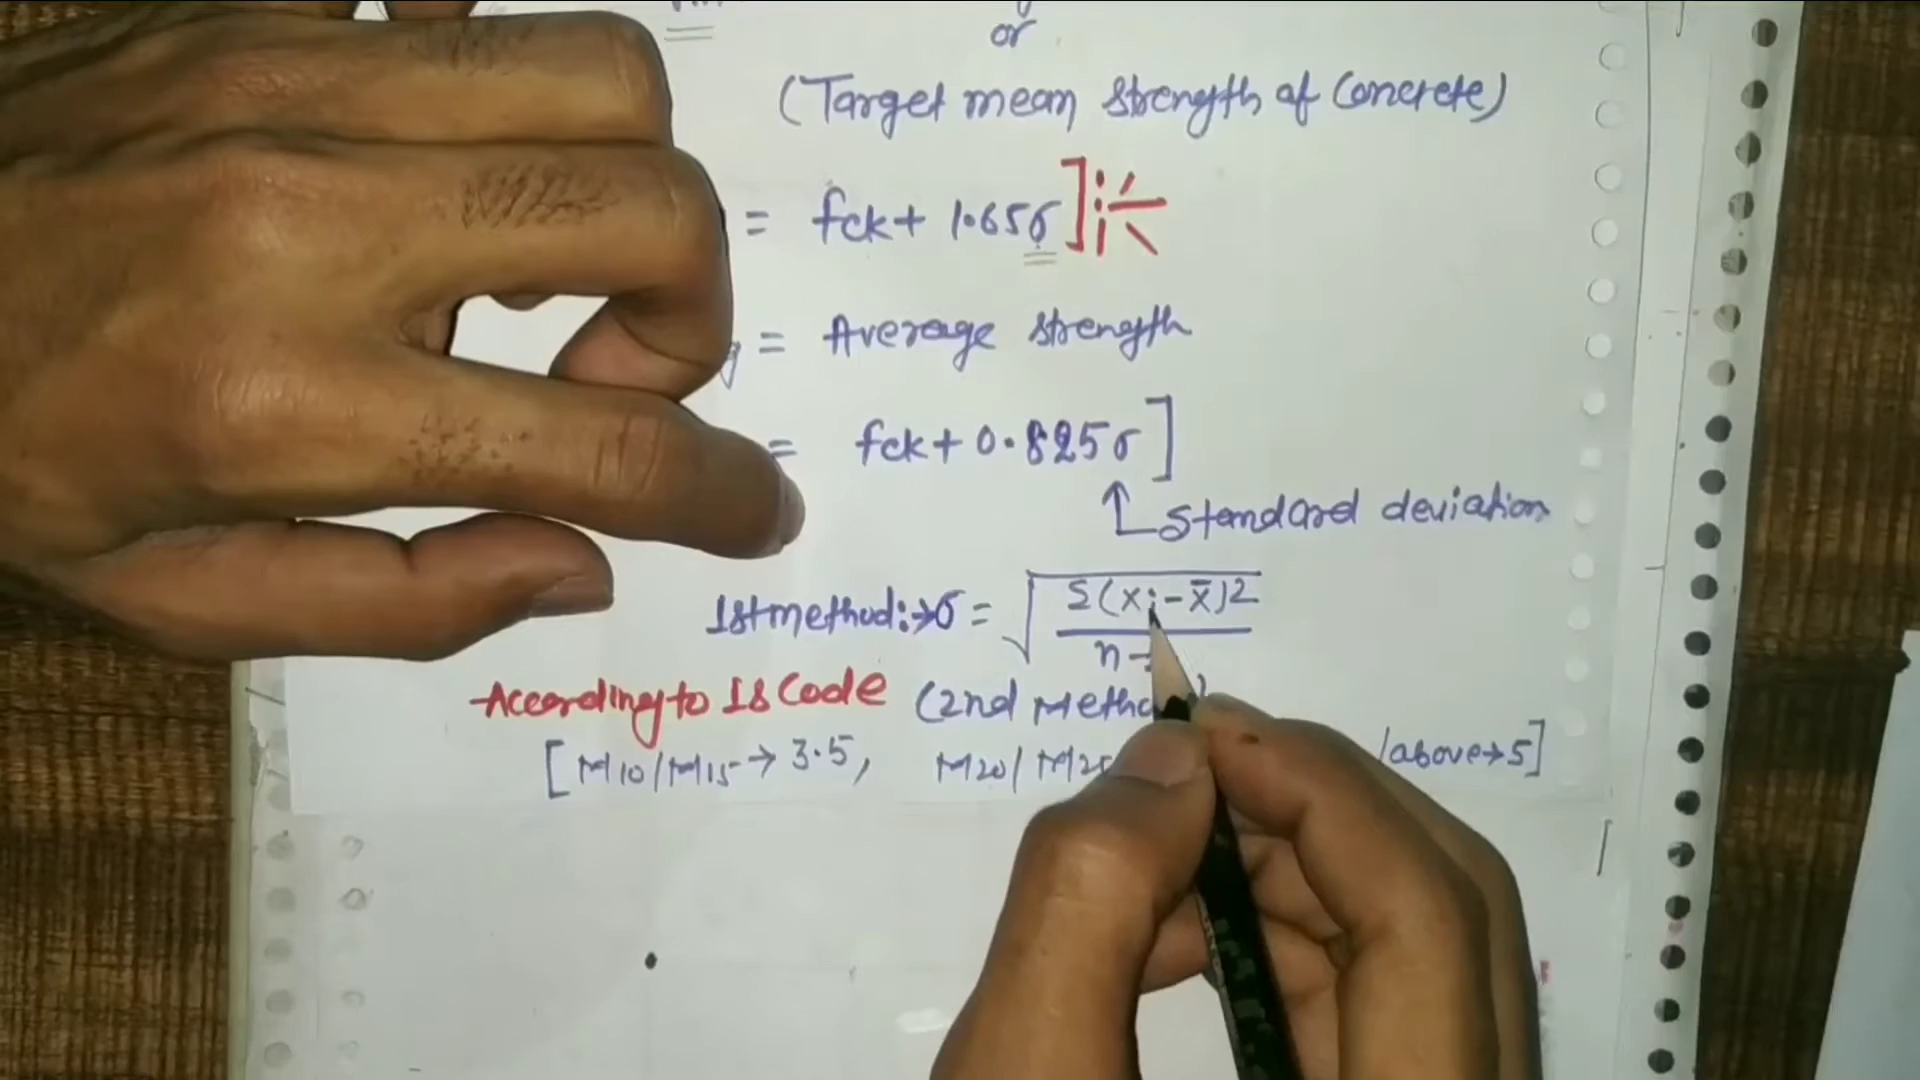 or
(Target mean strength of Concrete)
= fck + 1.65σ]
= Average strength
= fck + 0.825σ]
Standard deviation
1st method:→σ = √ Σ(xi-x̄)2
n-
According to IS Code (2nd Metho
[M10/M15→3.5, M20/M25 /above→5]